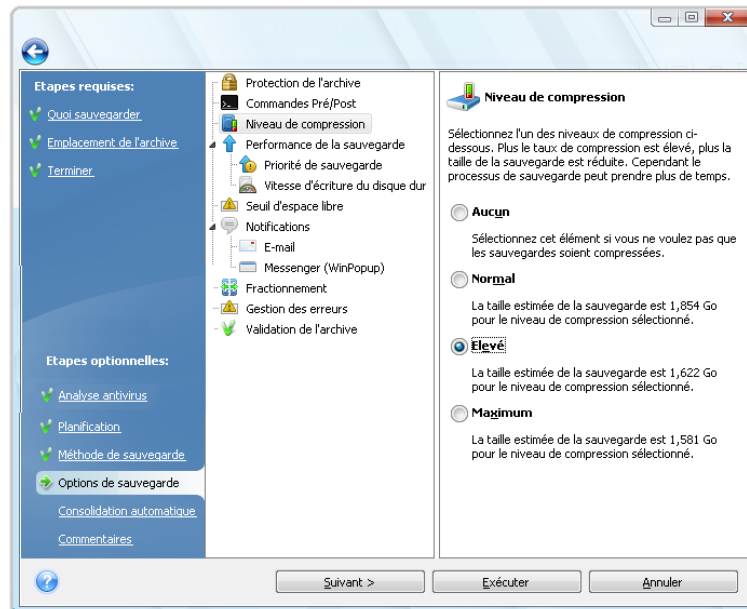 Etapes requises:
Quoi sauvegarder
Emplacement de l'archive
Terminer
Etapes optionnelles:
Analyse antivirus
Planification
Méthode de sauvegarde
Options de sauvegarde
Consolidation automatique
Commentaires
Protection de l'archive
Commandes Pré/Post
Niveau de compression
Performance de la sauvegarde
Priorité de sauvegarde
Vitesse d'écriture du disque dur
Seuil d'espace libre
Notifications
E-mail
Messenger (WinPopup)
Fractionnement
Gestion des erreurs
Validation de l'archive
Niveau de compression
Sélectionnez l'un des niveaux de compression ci-
dessous. Plus le taux de compression est élevé, plus la
taille de la sauvegarde est réduite. Cependant le
processus de sauvegarde peut prendre plus de temps.
Aucun
Sélectionnez cet élément si vous ne voulez pas que
les sauvegardes soient compressées.
Normal
La taille estimée de la sauvegarde est 1,854 Go
pour le niveau de compression sélectionné.
Elevé
La taille estimée de la sauvegarde est 1,622 Go
pour le niveau de compression sélectionné.
Maximum
La taille estimée de la sauvegarde est 1,581 Go
pour le niveau de compression sélectionné.
Suivant >
Exécuter
Annuler